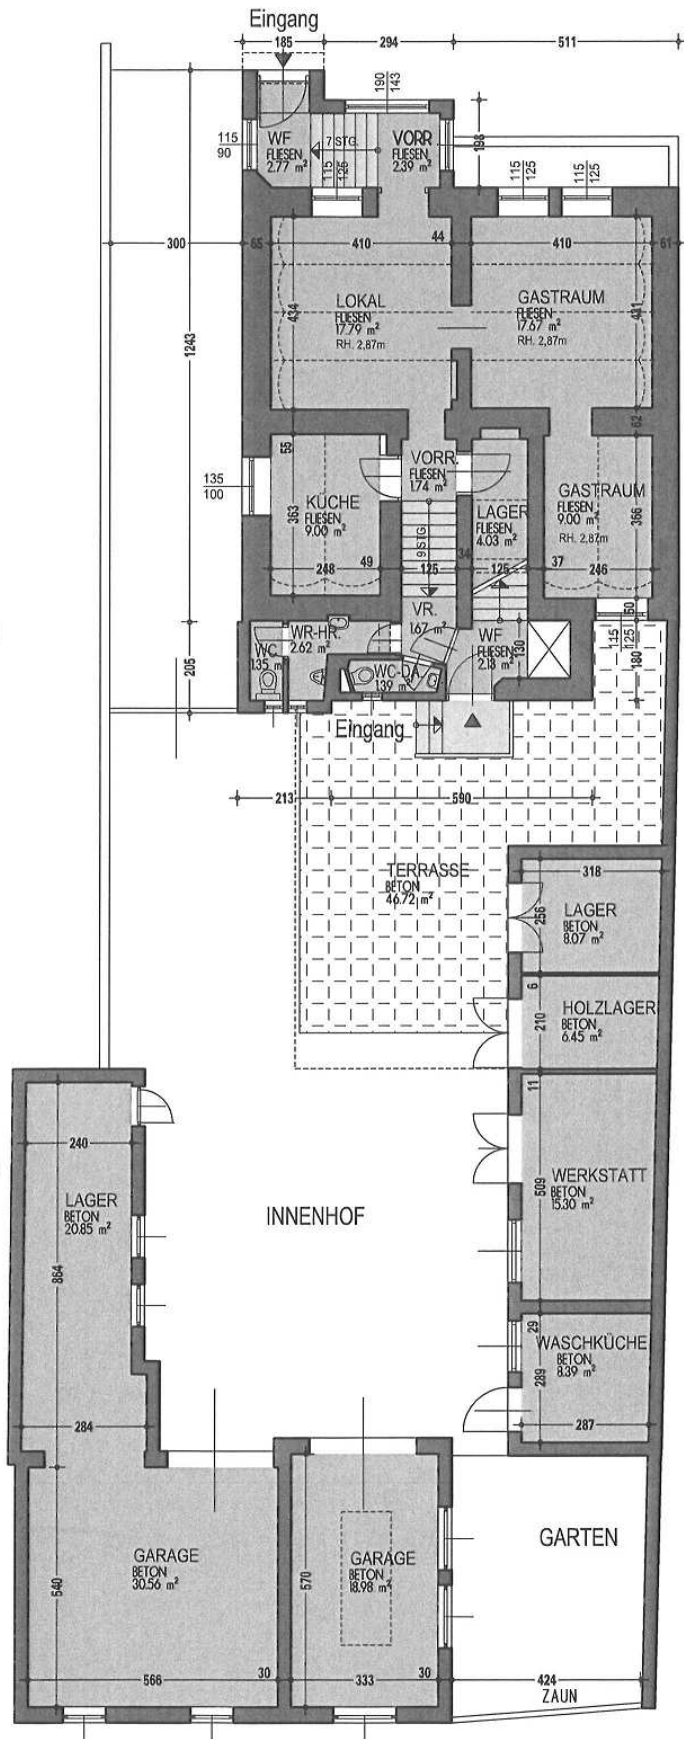 Eingang
185
294
511
190
143
115
90
WF
FLIESEN
2.77 m²
7 STG.
115
125
VORR
FLIESEN
2.39 m²
198
115
125
115
125
300
65
410
44
410
61
434
LOKAL
FLIESEN
17.79 m²
RH. 2,87m
GASTRAUM
FLIESEN
17.67 m²
RH. 2,87m
1243
62
55
135
100
KÜCHE
FLIESEN
9.00 m²
363
VORR.
FLIESEN
1.74 m²
LAGER
FLIESEN
4.03 m²
GASTRAUM
FLIESEN
9.00 m²
RH. 2,87m
366
9 STG.
34
248
49
125
125
37
246
VR.
1.67 m²
WF
FLIESEN
2.18 m²
130
50
115
125
180
205
WC
1.35 m²
WR-HR.
2.62 m²
WC-DA
1.39 m²
Eingang
213
590
TERRASSE
BETON
46.72 m²
318
256
LAGER
BETON
8.07 m²
6
210
HOLZLAGER
BETON
6.45 m²
11
240
509
WERKSTATT
BETON
15.30 m²
LAGER
BETON
20.85 m²
INNENHOF
864
29
289
WASCHKÜCHE
BETON
8.39 m²
287
284
GARAGE
BETON
30.56 m²
540
570
GARAGE
BETON
18.98 m²
GARTEN
566
30
333
30
424
ZAUN